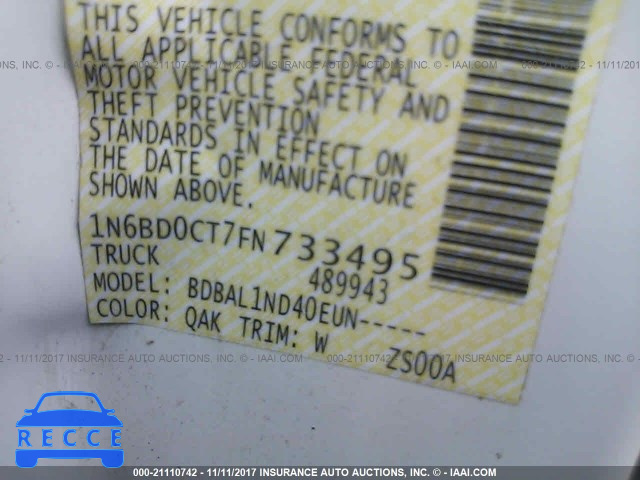 THIS VEHICLE CONFORMS TO
ALL APPLICABLE FEDERAL
MOTOR VEHICLE SAFETY AND
THEFT PREVENTION
STANDARDS IN EFFECT ON
THE DATE OF MANUFACTURE
SHOWN ABOVE.
1N6BD0CT7FN733495
TRUCK 489943
MODEL: BDBAL1ND40EUN-----
COLOR: QAK TRIM: W ZS00A
RECCE
000-21110742 - 11/11/2017 INSURANCE AUTO AUCTIONS, INC. - © IAAI.COM